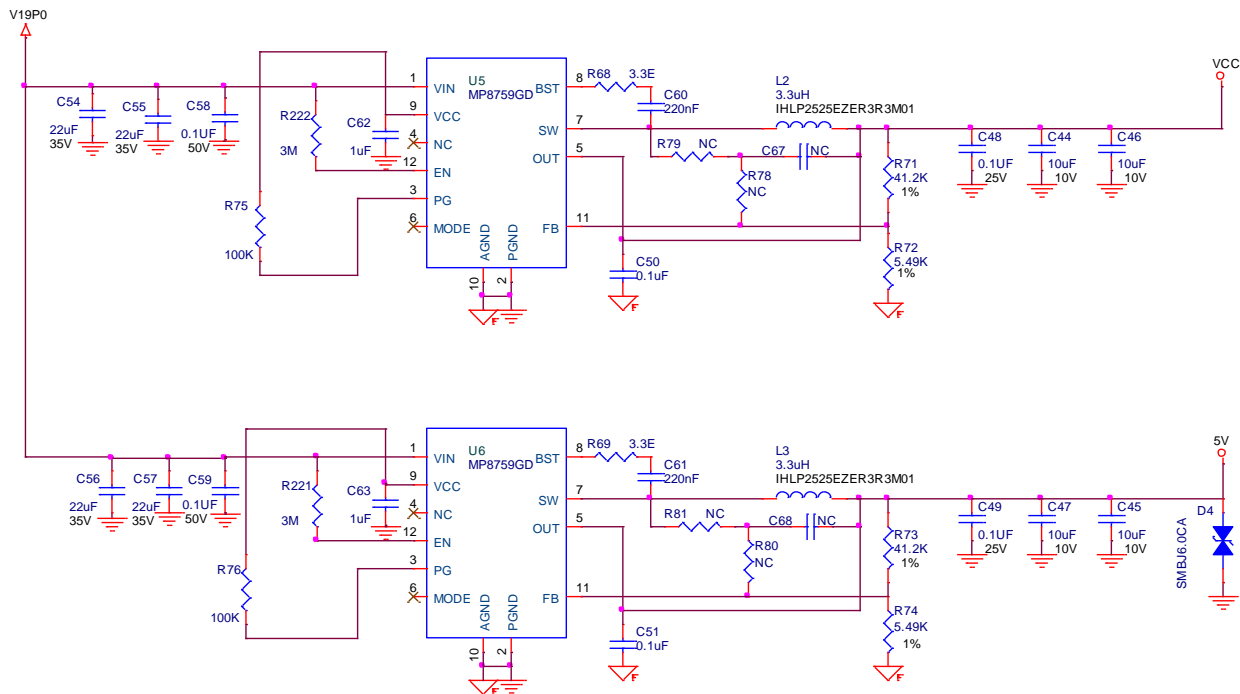 V19P0
C54
22uF
35V
C55
22uF
35V
C58
0.1UF
50V
R222
3M
C62
1uF
R75
100K
U5
MP8759GD
1
VIN
9
VCC
4
NC
12
EN
3
PG
6
MODE
AGND
10
PGND
2
8
BST
7
SW
5
OUT
11
FB
R68
3.3E
C60
220nF
L2
3.3uH
IHLP2525EZER3R3M01
R79
NC
C67
NC
R78
NC
C50
0.1uF
R71
41.2K
1%
R72
5.49K
1%
C48
0.1UF
25V
C44
10uF
10V
C46
10uF
10V
VCC
F
F
F
C56
22uF
35V
C57
22uF
35V
C59
0.1UF
50V
R221
3M
C63
1uF
R76
100K
U6
MP8759GD
1
VIN
9
VCC
4
NC
12
EN
3
PG
6
MODE
AGND
10
PGND
2
8
BST
7
SW
5
OUT
11
FB
R69
3.3E
C61
220nF
L3
3.3uH
IHLP2525EZER3R3M01
R81
NC
C68
NC
R80
NC
C51
0.1uF
R73
41.2K
1%
R74
5.49K
1%
C49
0.1UF
25V
C47
10uF
10V
C45
10uF
10V
5V
D4
SMBJ6.0CA
F
F
F